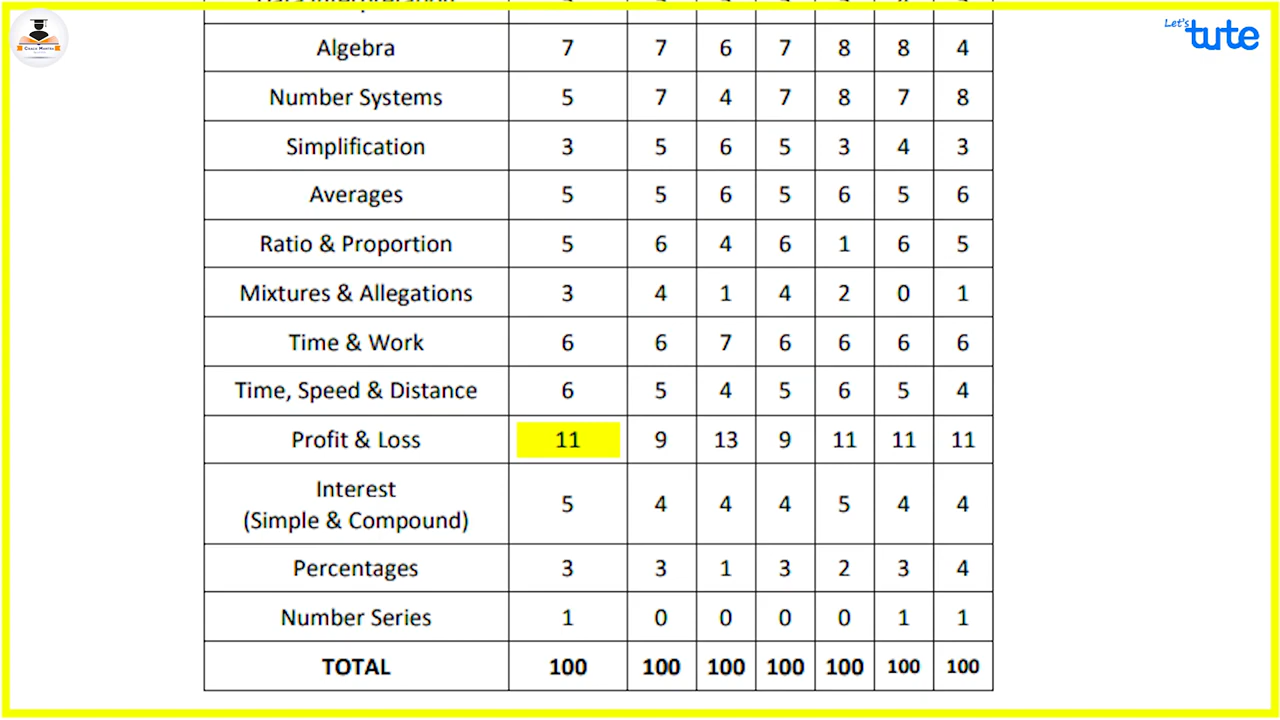 Let's
tute
COACH MANTRA
Algebra 7 7 6 7 8 8 4
Number Systems 5 7 4 7 8 7 8
Simplification 3 5 6 5 3 4 3
Averages 5 5 6 5 6 5 6
Ratio & Proportion 5 6 4 6 1 6 5
Mixtures & Allegations 3 4 1 4 2 0 1
Time & Work 6 6 7 6 6 6 6
Time, Speed & Distance 6 5 4 5 6 5 4
Profit & Loss 11 9 13 9 11 11 11
Interest
(Simple & Compound) 5 4 4 4 5 4 4
Percentages 3 3 1 3 2 3 4
Number Series 1 0 0 0 0 1 1
TOTAL 100 100 100 100 100 100 100